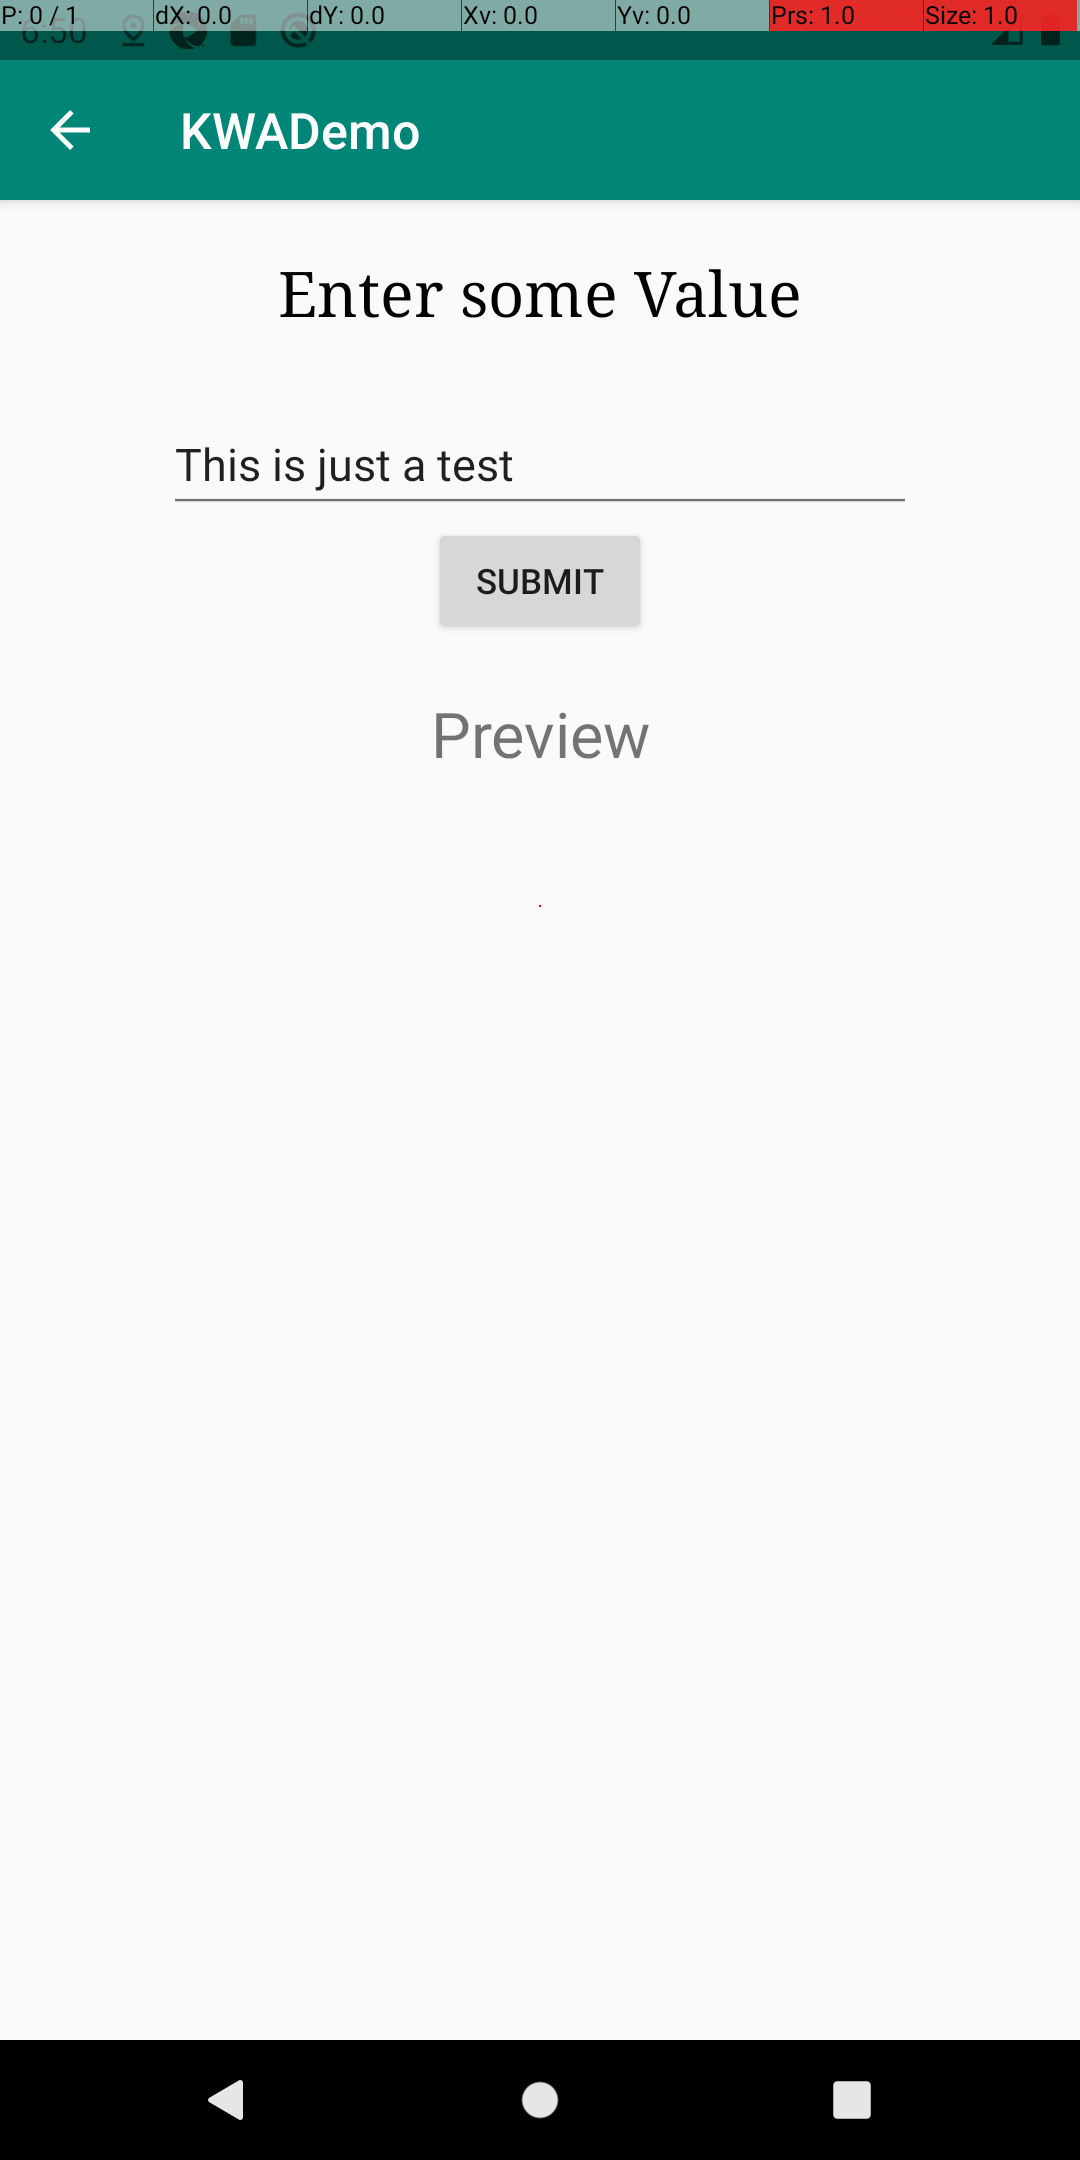 P: 0 / 1 dX: 0.0 dY: 0.0 Xv: 0.0 Yv: 0.0 Prs: 1.0 Size: 1.0
6:50
KWADemo
Enter some Value
This is just a test
SUBMIT
Preview